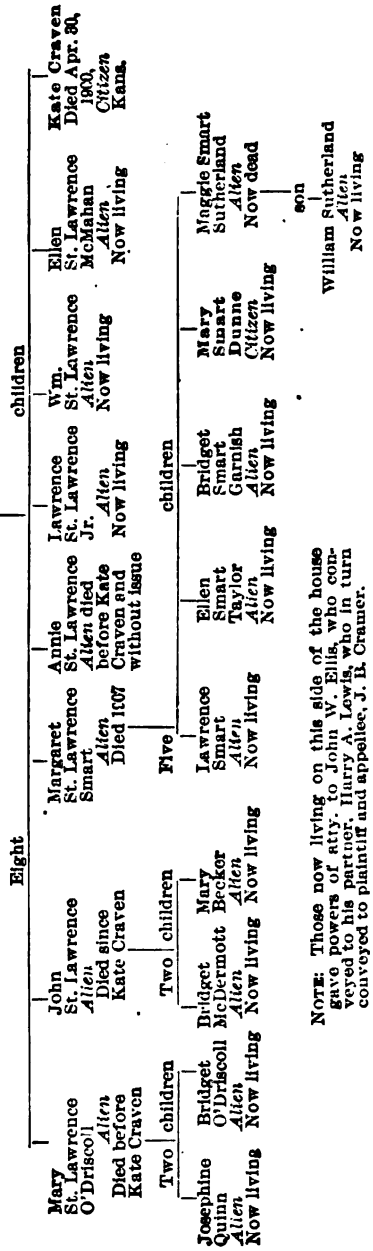 Eight children
Mary
St. Lawrence
O'Driscoll
Alien
Died before
Kate Craven
John
St. Lawrence
Alien
Died since
Kate Craven
Margaret
St. Lawrence
Smart
Alien
Died 1907
Annie
St. Lawrence
Alien died
before Kate
Craven and
without issue
Lawrence
St. Lawrence
Jr.
Alien
Now living
Wm.
St. Lawrence
Alien
Now living
Ellen
St. Lawrence
McMahan
Alien
Now living
Kate Craven
Died Apr. 30,
1900,
Citizen
Kans.
Two children
Josephine
Quinn
Alien
Now living
Bridget
O'Driscoll
Alien
Now living
Two children
Bridget
McDermott
Alien
Now living
Mary
Becker
Alien
Now living
Five children
Lawrence
Smart
Alien
Now living
Ellen
Smart
Taylor
Alien
Now living
Bridget
Smart
Garnish
Alien
Now living
Mary
Smart
Dunne
Citizen
Now living
Maggie Smart
Sutherland
Alien
Now dead
son
William Sutherland
Alien
Now living
NOTE: Those now living on this side of the house
gave powers of atty. to John W. Ellis, who con-
veyed to his partner, Harry A. Lewis, who in turn
conveyed to plaintiff and appellee, J. B. Cramer.